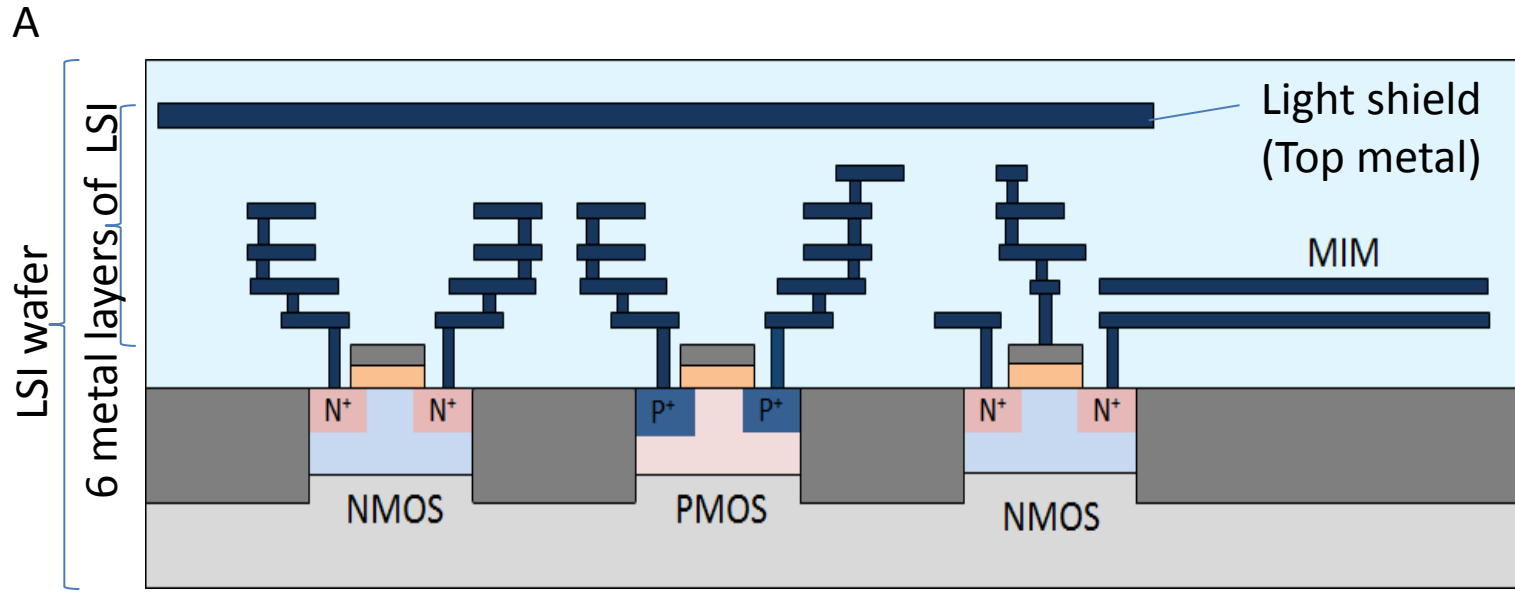 A
LSI wafer
6 metal layers of LSI
Light shield
(Top metal)
MIM
N⁺
N⁺
P⁺
P⁺
N⁺
N⁺
NMOS
PMOS
NMOS